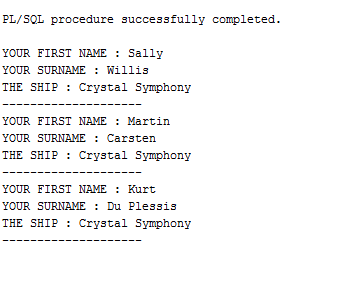 PL/SQL procedure successfully completed.
YOUR FIRST NAME : Sally
YOUR SURNAME : Willis
THE SHIP : Crystal Symphony
--------------------
YOUR FIRST NAME : Martin
YOUR SURNAME : Carsten
THE SHIP : Crystal Symphony
--------------------
YOUR FIRST NAME : Kurt
YOUR SURNAME : Du Plessis
THE SHIP : Crystal Symphony
--------------------